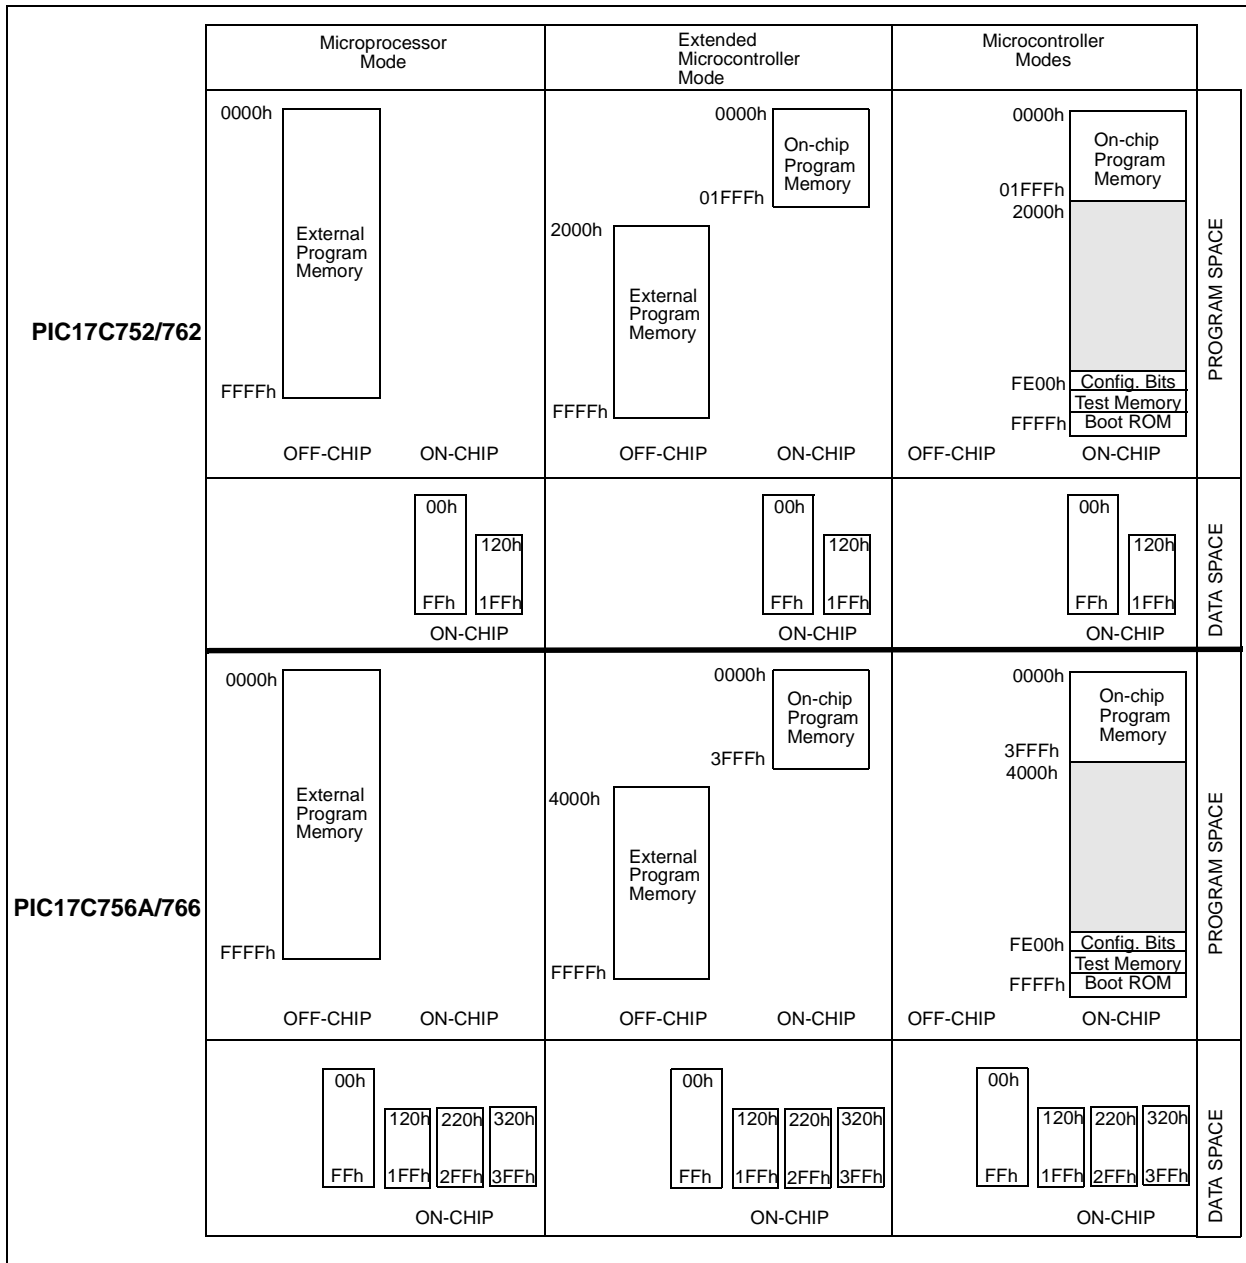 Microprocessor
Mode
Extended
Microcontroller
Mode
Microcontroller
Modes
PIC17C752/762
0000h
External
Program
Memory
FFFFh
OFF-CHIP ON-CHIP
0000h
On-chip
Program
Memory
01FFFh
2000h
External
Program
Memory
FFFFh
OFF-CHIP ON-CHIP
0000h
On-chip
Program
Memory
01FFFh
2000h
FE00h Config. Bits
Test Memory
FFFFh Boot ROM
OFF-CHIP ON-CHIP
PROGRAM SPACE
00h
120h
FFh 1FFh
ON-CHIP
00h
120h
FFh 1FFh
ON-CHIP
00h
120h
FFh 1FFh
ON-CHIP
DATA SPACE
PIC17C756A/766
0000h
External
Program
Memory
FFFFh
OFF-CHIP ON-CHIP
0000h
On-chip
Program
Memory
3FFFh
4000h
External
Program
Memory
FFFFh
OFF-CHIP ON-CHIP
0000h
On-chip
Program
Memory
3FFFh
4000h
FE00h Config. Bits
Test Memory
FFFFh Boot ROM
OFF-CHIP ON-CHIP
PROGRAM SPACE
00h
120h 220h 320h
FFh 1FFh 2FFh 3FFh
ON-CHIP
00h
120h 220h 320h
FFh 1FFh 2FFh 3FFh
ON-CHIP
00h
120h 220h 320h
FFh 1FFh 2FFh 3FFh
ON-CHIP
DATA SPACE